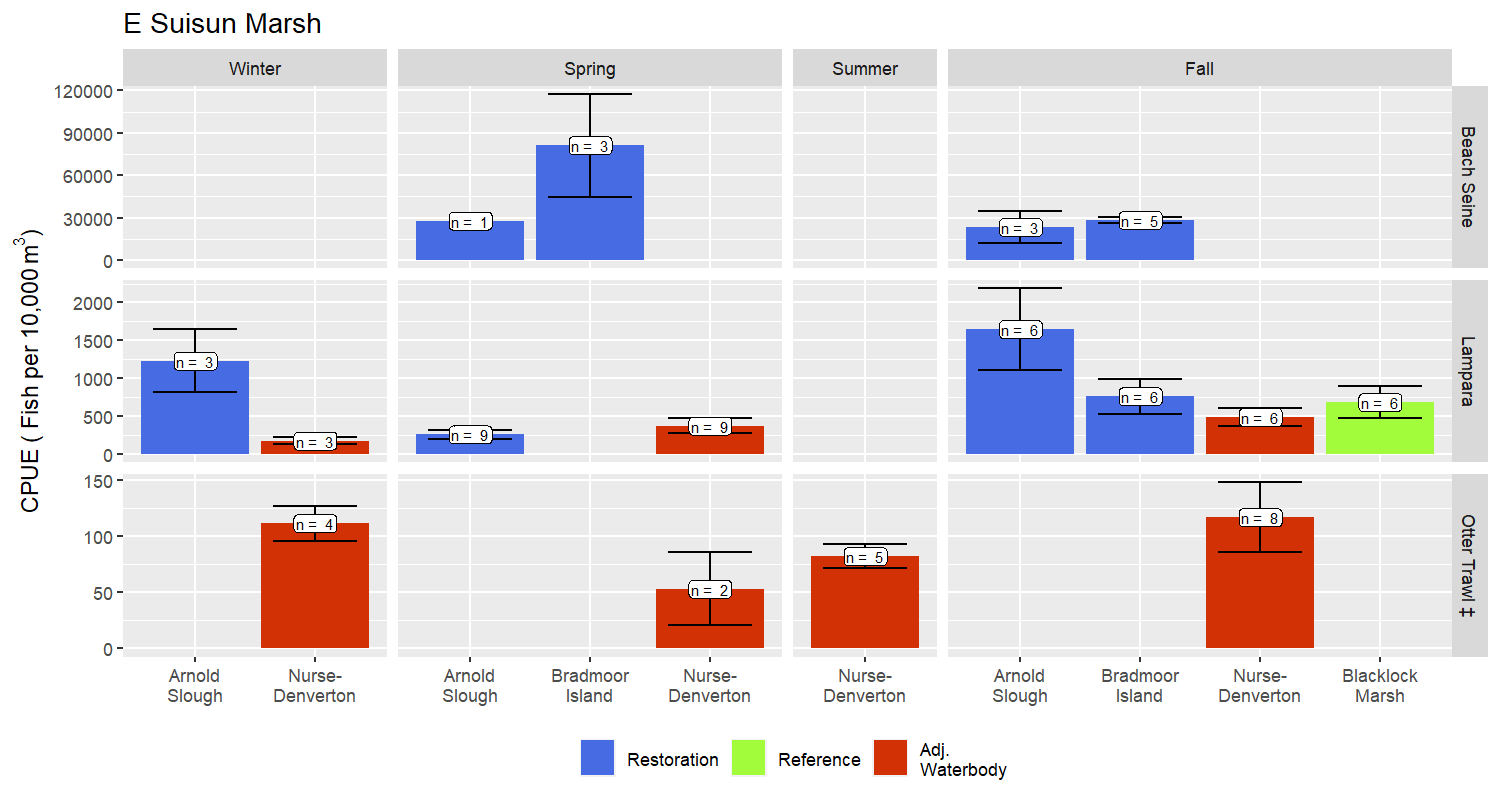 E Suisun Marsh
Winter Spring Summer Fall
120000
90000
60000
30000
0
n = 1
n = 3
n = 3
n = 5
Beach Seine
2000
1500
1000
500
0
n = 3
n = 3
n = 9
n = 9
n = 6
n = 6
n = 6
n = 6
Lampara
150
100
50
0
n = 4
n = 2
n = 5
n = 8
Otter Trawl ‡
CPUE ( Fish per 10,000 m³)
Arnold Slough
Nurse-Denverton
Arnold Slough
Bradmoor Island
Nurse-Denverton
Nurse-Denverton
Arnold Slough
Bradmoor Island
Nurse-Denverton
Blacklock Marsh
Restoration
Reference
Adj. Waterbody